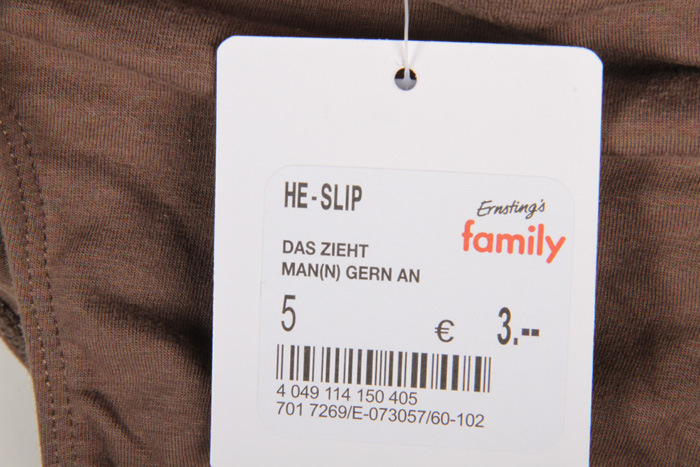 HE-SLIP
Ernsting's
family
DAS ZIEHT
MAN(N) GERN AN
5 € 3.--
4 049 114 150 405
701 7269/E-073057/60-102